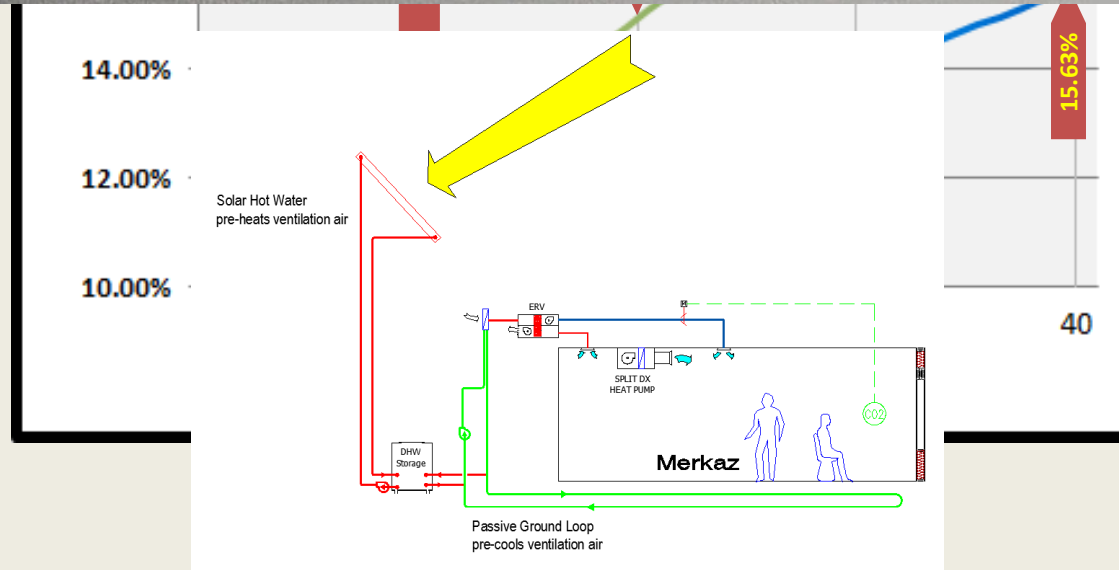 15.63%
14.00%
12.00%
10.00%
40
Solar Hot Water
pre-heats ventilation air
ERV
SPLIT DX
HEAT PUMP
CO2
DHW
Storage
Merkaz
Passive Ground Loop
pre-cools ventilation air